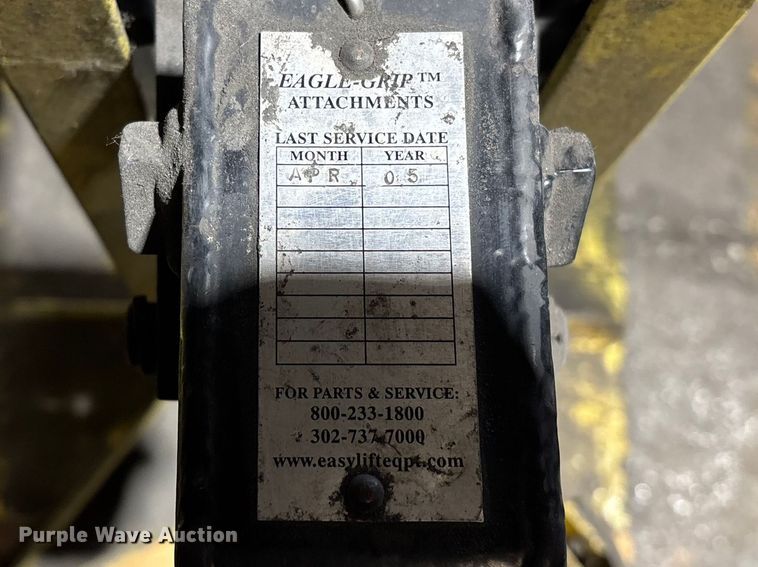 EAGLE-GRIP™
ATTACHMENTS
LAST SERVICE DATE
MONTH YEAR
APR 05
FOR PARTS & SERVICE:
800-233-1800
302-737-7000
www.easylifteqpt.com
Purple Wave Auction®